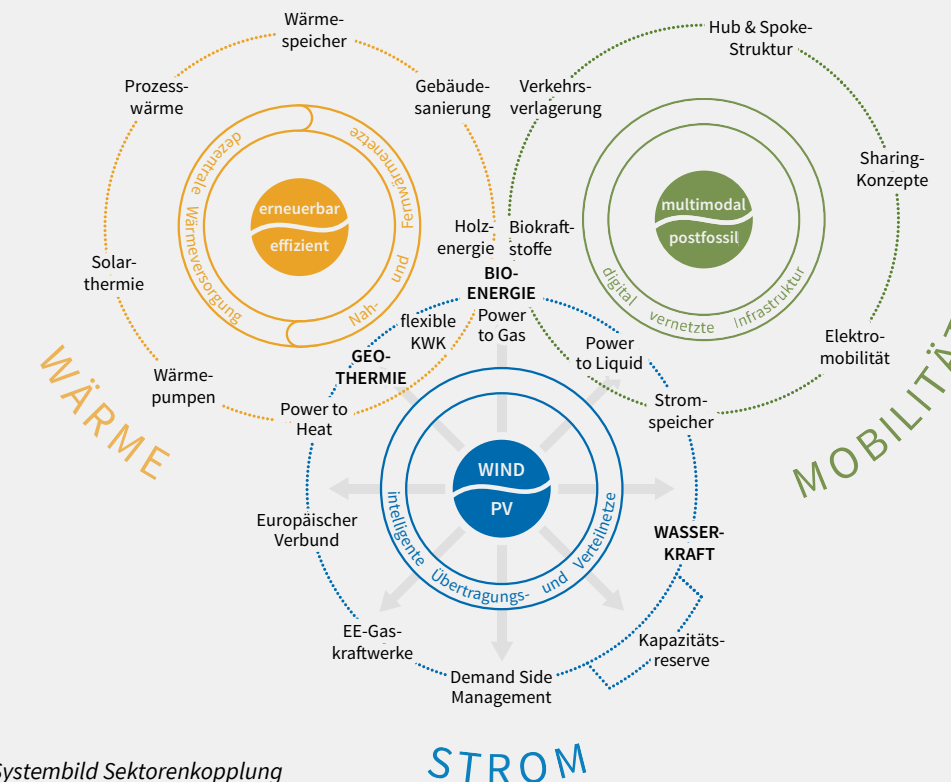 Wärme-
speicher
Prozess-
wärme
Gebäude-
sanierung
dezentrale Wärmeversorgung
Nah- und Fernwärmenetze
erneuerbar
effizient
Solar-
thermie
Holz-
energie
Wärme-
pumpen
WÄRME
Hub & Spoke-
Struktur
Verkehrs-
verlagerung
Sharing-
Konzepte
multimodal
postfossil
digital vernetzte Infrastruktur
Biokraft-
stoffe
Elektro-
mobilität
MOBILITÄ
BIO-
ENERGIE
Power
to Gas
flexible
KWK
GEO-
THERMIE
Power to
Heat
Power
to Liquid
Strom-
speicher
WIND
PV
intelligente Übertragungs- und Verteilnetze
Europäischer
Verbund
WASSER-
KRAFT
EE-Gas-
kraftwerke
Kapazitäts-
reserve
Demand Side
Management
STROM
Systembild Sektorenkopplung